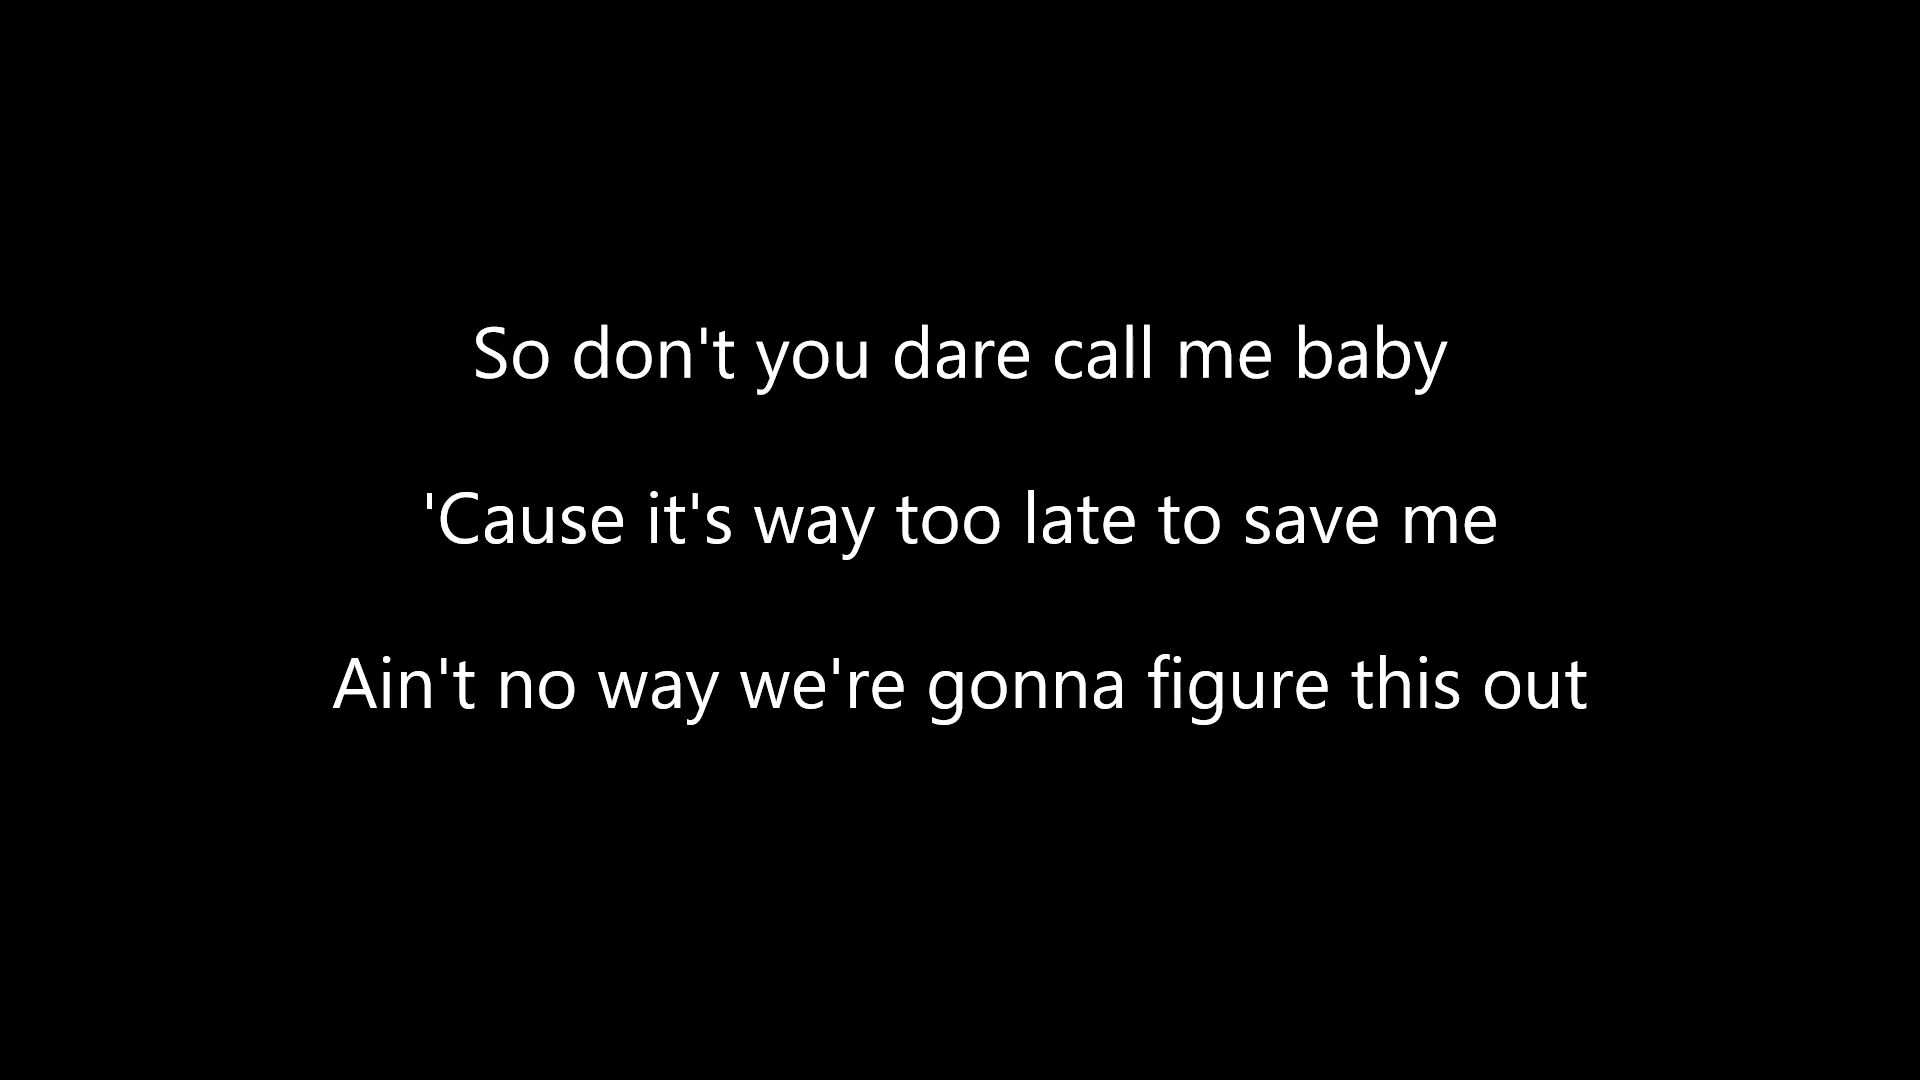 So don't you dare call me baby
'Cause it's way too late to save me
Ain't no way we're gonna figure this out